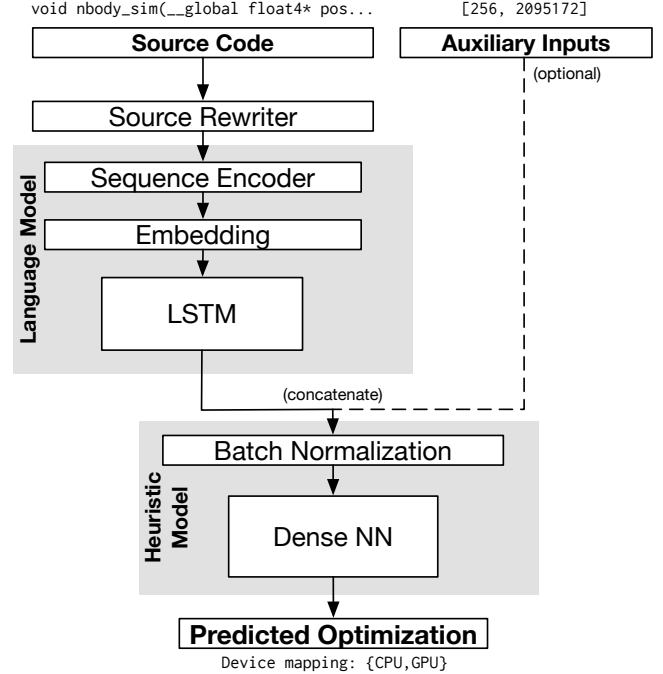 void nbody_sim(__global float4* pos...
[256, 2095172]
Source Code
Auxiliary Inputs
(optional)
Source Rewriter
Language Model
Sequence Encoder
Embedding
LSTM
(concatenate)
Heuristic
Model
Batch Normalization
Dense NN
Predicted Optimization
Device mapping: {CPU,GPU}